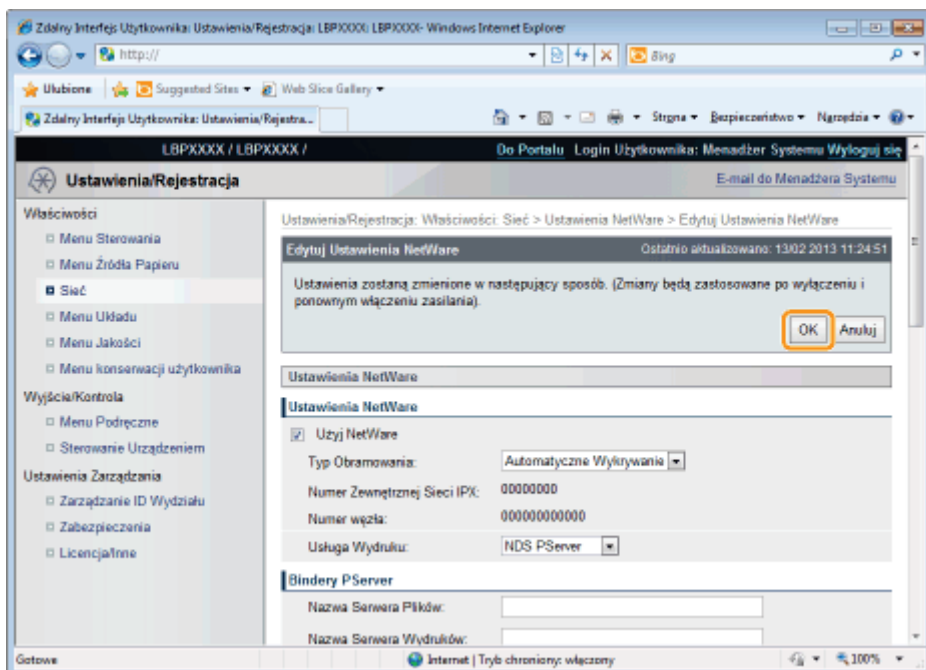 Zdalny Interfejs Użytkownika: Ustawienia/Rejestracja: LBPXXXX: LBPXXXX- Windows Internet Explorer
http://
Bing
Ulubione Suggested Sites Web Slice Gallery
Zdalny Interfejs Użytkownika: Ustawienia/Rejestra...
Strona Bezpieczeństwo Narzędzia
LBPXXXX / LBPXXXX /
Do Portalu Login Użytkownika: Menadżer Systemu Wyloguj się
Ustawienia/Rejestracja
E-mail do Menadżera Systemu
Właściwości
Menu Sterowania
Menu Źródła Papieru
Sieć
Menu Układu
Menu Jakości
Menu konserwacji użytkownika
Wyjście/Kontrola
Menu Podręczne
Sterowanie Urządzeniem
Ustawienia Zarządzania
Zarządzanie ID Wydziału
Zabezpieczenia
Licencja/Inne
Ustawienia/Rejestracja: Właściwości: Sieć > Ustawienia NetWare > Edytuj Ustawienia NetWare
Edytuj Ustawienia NetWare
Ostatnio aktualizowano: 13/02 2013 11:24:51
Ustawienia zostaną zmienione w następujący sposób. (Zmiany będą zastosowane po wyłączeniu i
ponownym włączeniu zasilania).
OK Anuluj
Ustawienia NetWare
Ustawienia NetWare
Użyj NetWare
Typ Obramowania: Automatyczne Wykrywanie
Numer Zewnętrznej Sieci IPX: 00000000
Numer węzła: 000000000000
Usługa Wydruku: NDS PServer
Bindery PServer
Nazwa Serwera Plików:
Nazwa Serwera Wydruków:
Gotowe
Internet | Tryb chroniony: włączony
100%